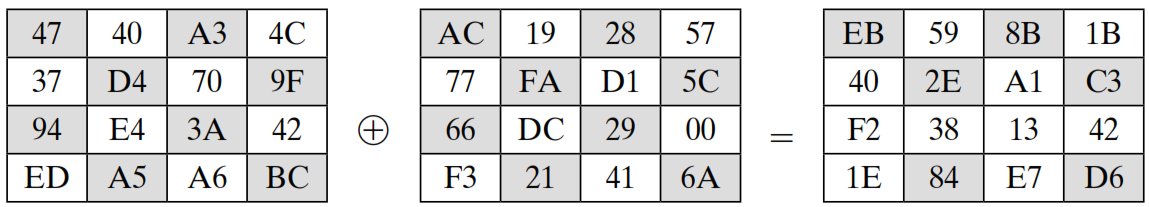 47 40 A3 4C AC 19 28 57 EB 59 8B 1B
37 D4 70 9F 77 FA D1 5C 40 2E A1 C3
94 E4 3A 42 ⊕ 66 DC 29 00 = F2 38 13 42
ED A5 A6 BC F3 21 41 6A 1E 84 E7 D6